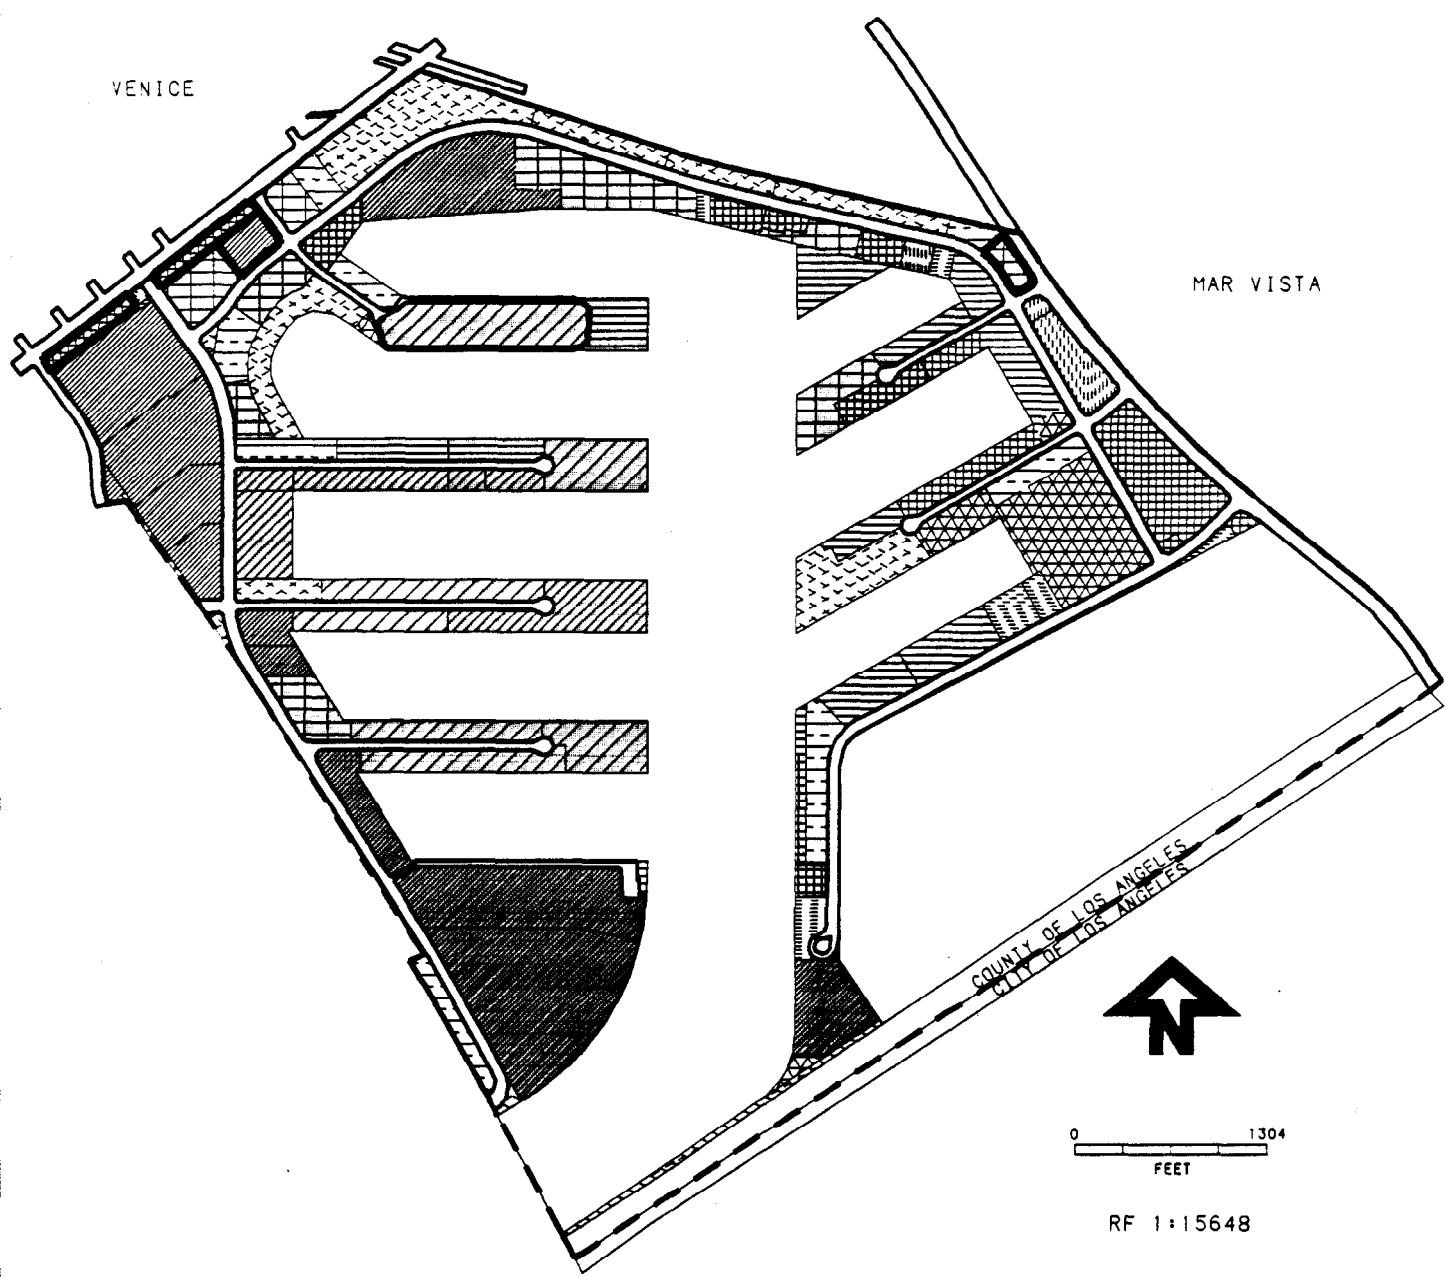 VENICE
MAR VISTA
COUNTY OF LOS ANGELES
CITY OF LOS ANGELES
N
0 1304
FEET
RF 1:15648